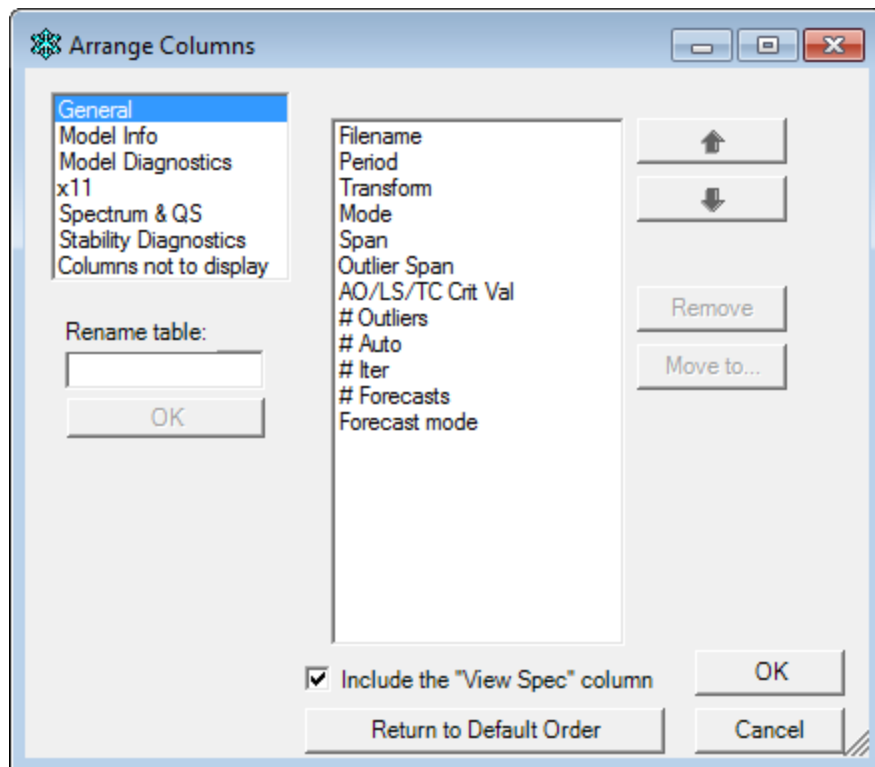 Arrange Columns
General
Model Info
Model Diagnostics
x11
Spectrum & QS
Stability Diagnostics
Columns not to display
Rename table:
OK
Filename
Period
Transform
Mode
Span
Outlier Span
AO/LS/TC Crit Val
# Outliers
# Auto
# Iter
# Forecasts
Forecast mode
Remove
Move to...
Include the "View Spec" column
OK
Return to Default Order
Cancel